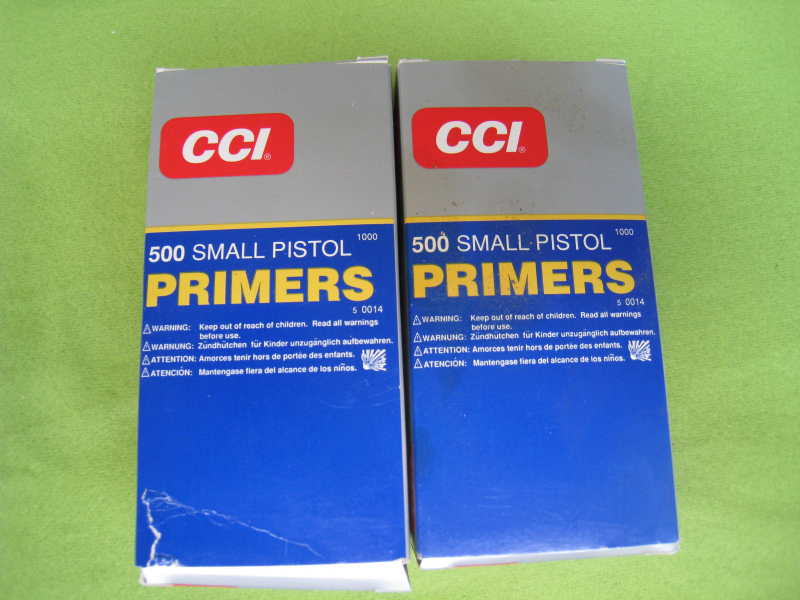 CCI®
500 SMALL PISTOL 1000
PRIMERS
5 0014
WARNING: Keep out of reach of children. Read all warnings
before use.
WARNUNG: Zündhütchen für Kinder unzugänglich aufbewahren.
ATTENTION: Amorces tenir hors de portée des enfants.
ATENCIÓN: Mantengase fiera del alcance de los niños.
CCI®
500 SMALL PISTOL 1000
PRIMERS
5 0014
WARNING: Keep out of reach of children. Read all warnings
before use.
WARNUNG: Zündhütchen für Kinder unzugänglich aufbewahren.
ATTENTION: Amorces tenir hors de portée des enfants.
ATENCIÓN: Mantengase fiera del alcance de los niños.